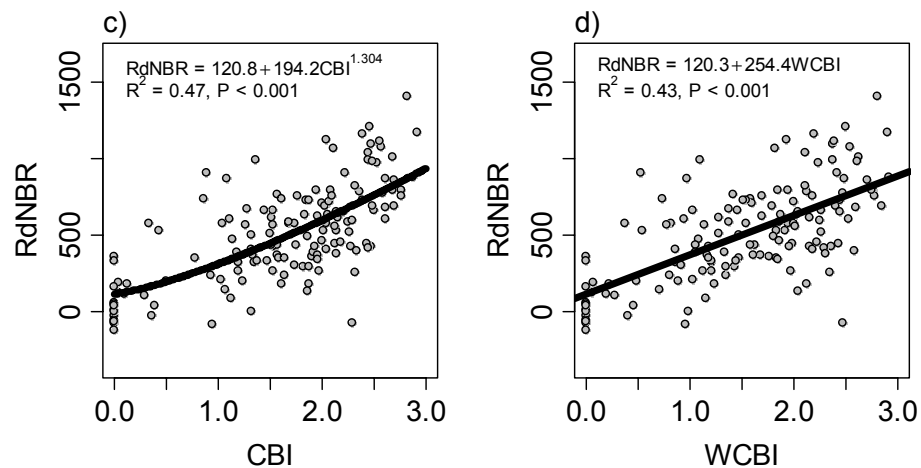 c)
RdNBR = 120.8+194.2CBI^1.304
R² = 0.47, P < 0.001
RdNBR
1500
500
0
0.0 1.0 2.0 3.0
CBI
d)
RdNBR = 120.3+254.4WCBI
R² = 0.43, P < 0.001
RdNBR
1500
500
0
0.0 1.0 2.0 3.0
WCBI